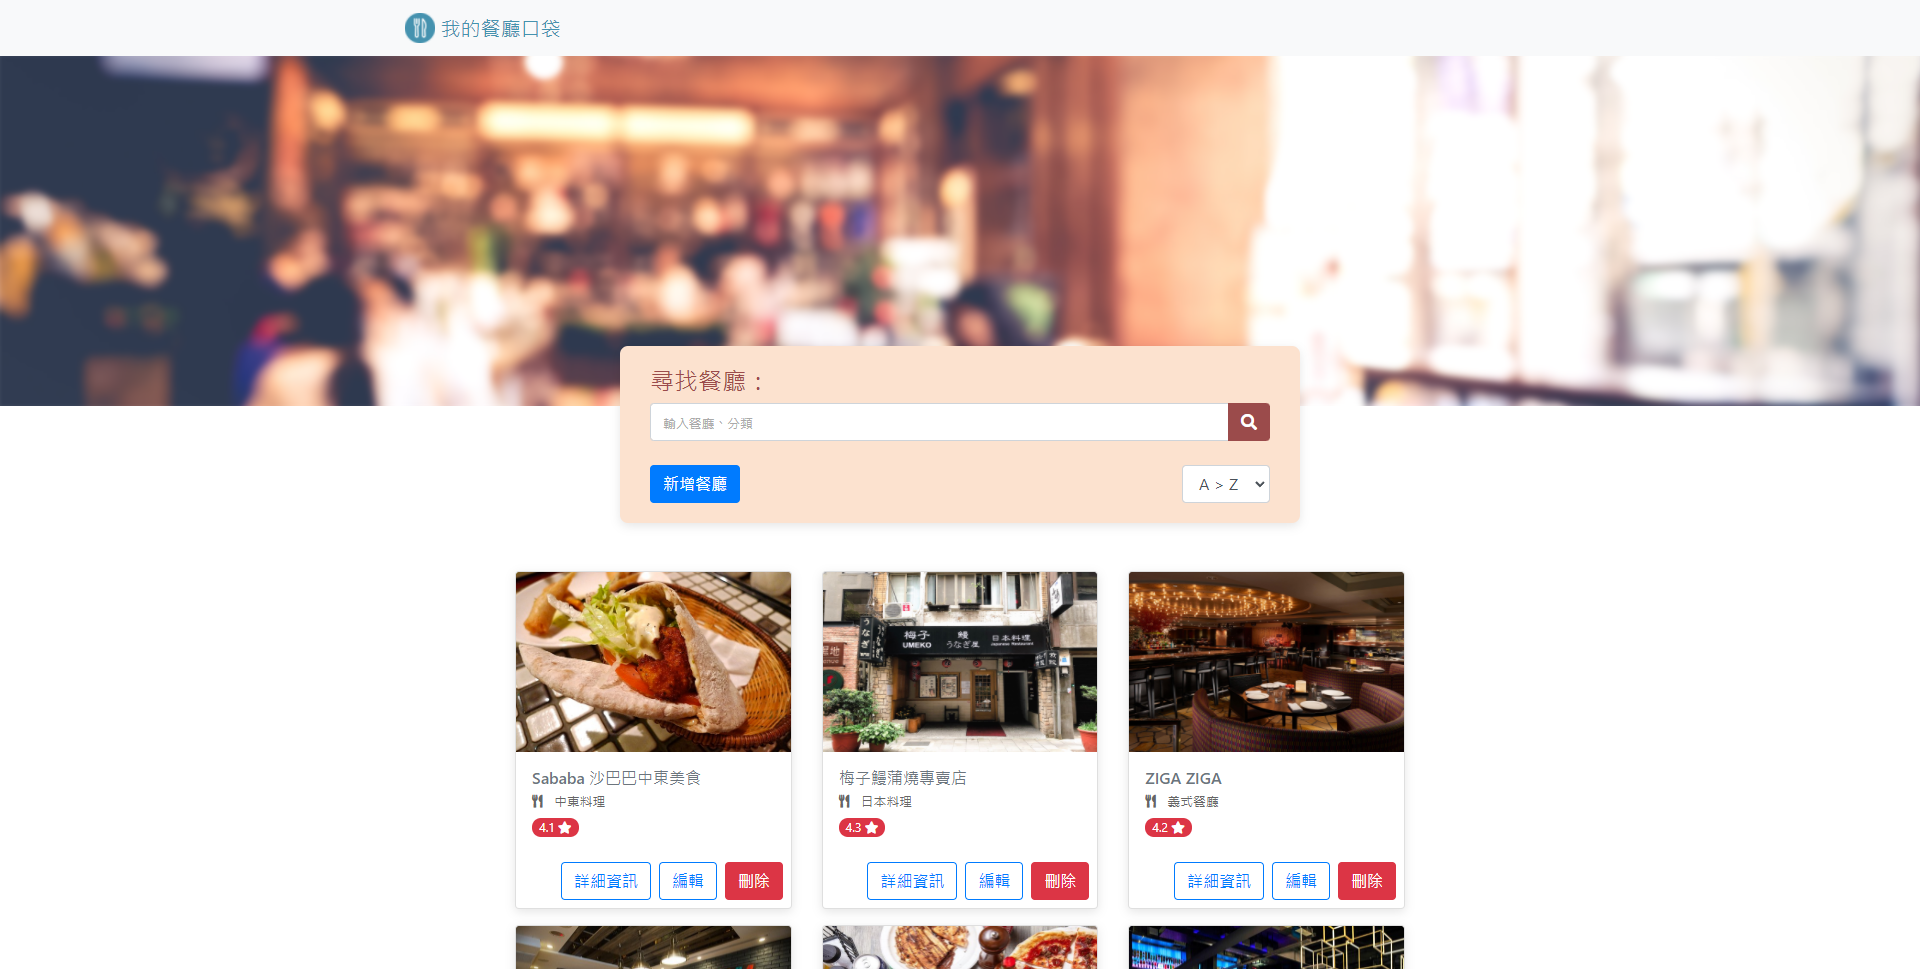 我的餐廳口袋
尋找餐廳：
輸入餐廳、分類
新增餐廳
A > Z
梅子 鰻 日本料理
UMEKO うなぎ屋 Japanese Restaurant
うなぎ
Sababa 沙巴巴中東美食
中東料理
4.1
詳細資訊 編輯 刪除
梅子鰻蒲燒專賣店
日本料理
4.3
詳細資訊 編輯 刪除
ZIGA ZIGA
義式餐廳
4.2
詳細資訊 編輯 刪除